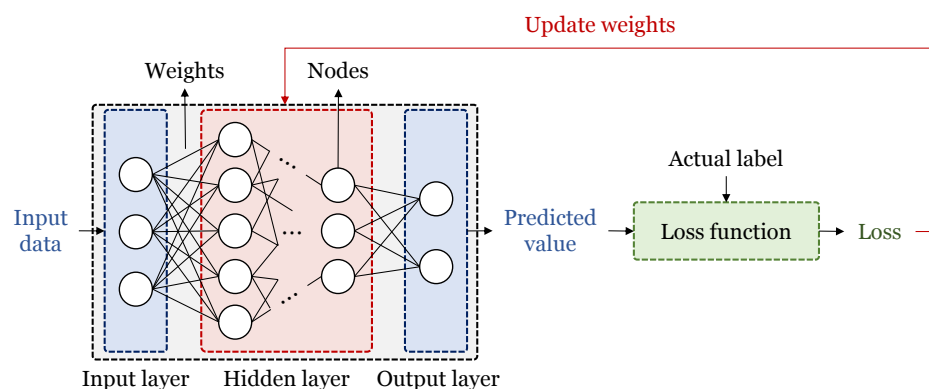 Update weights
Weights
Nodes
Actual label
Input
data
Predicted
value
Loss function
Loss
Input layer
Hidden layer
Output layer